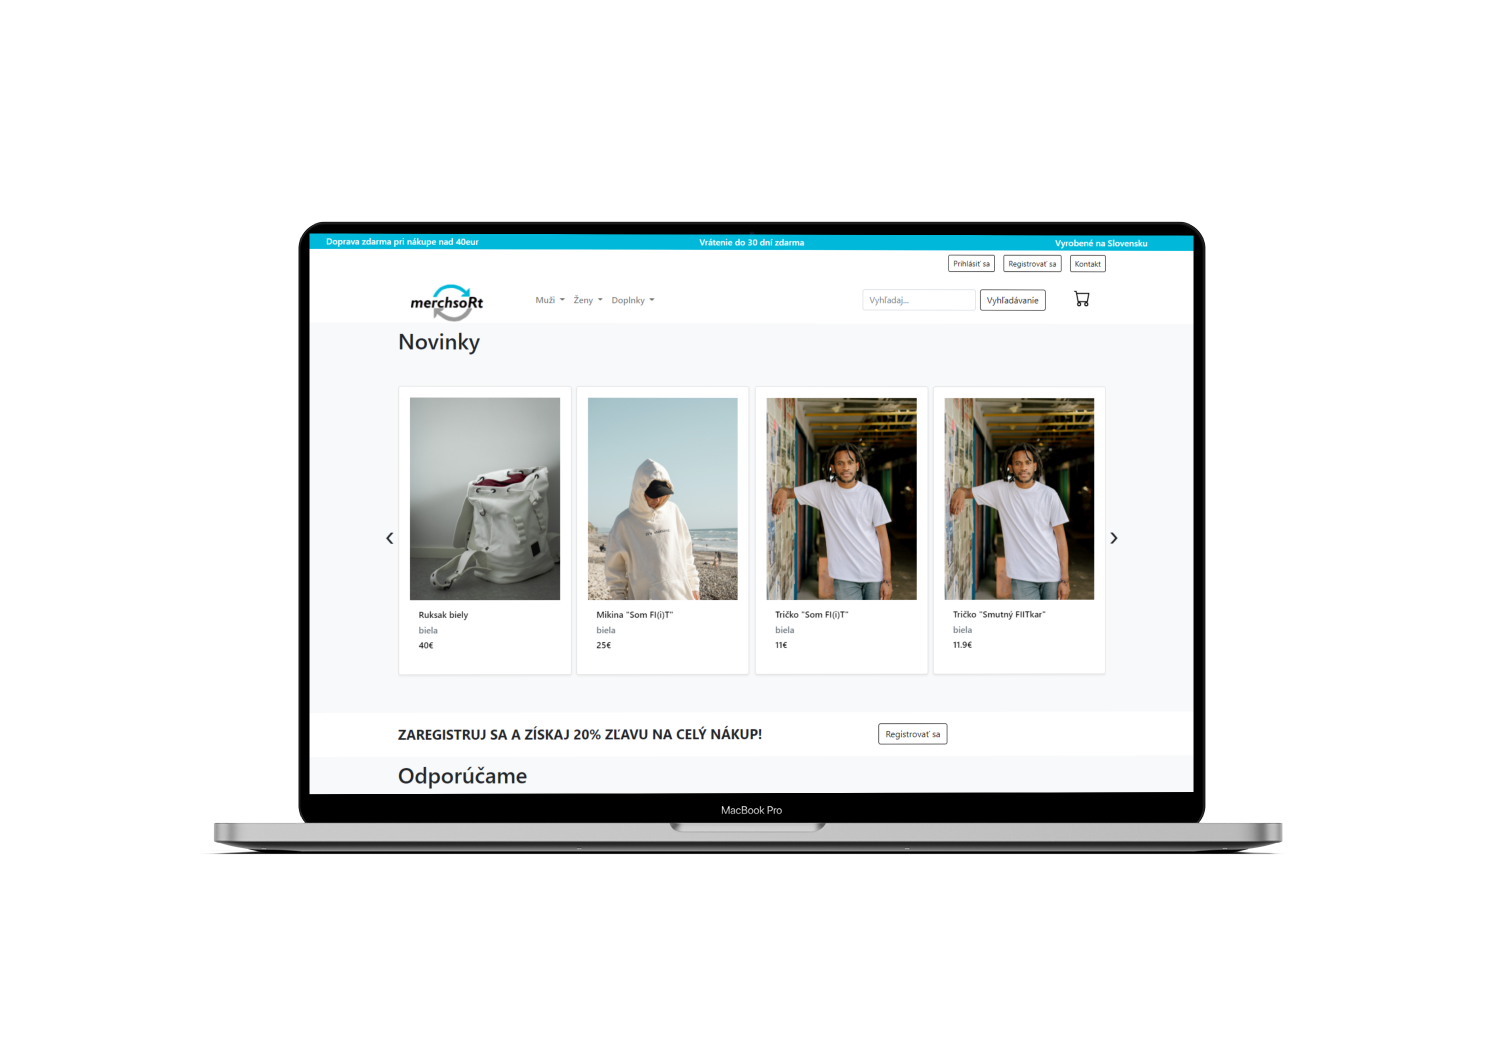 Doprava zdarma pri nákupe nad 40eur
Vrátenie do 30 dní zdarma
Vyrobené na Slovensku
Prihlásiť sa
Registrovať sa
Kontakt
merchsoRt
Muži
Ženy
Doplnky
Vyhľadaj...
Vyhľadávanie
Novinky
Ruksak biely
biela
40€
Mikina "Som FI(i)T"
biela
25€
Tričko "Som FI(i)T"
biela
11€
Tričko "Smutný FIITkar"
biela
11.9€
ZAREGISTRUJ SA A ZÍSKAJ 20% ZĽAVU NA CELÝ NÁKUP!
Registrovať sa
Odporúčame
MacBook Pro